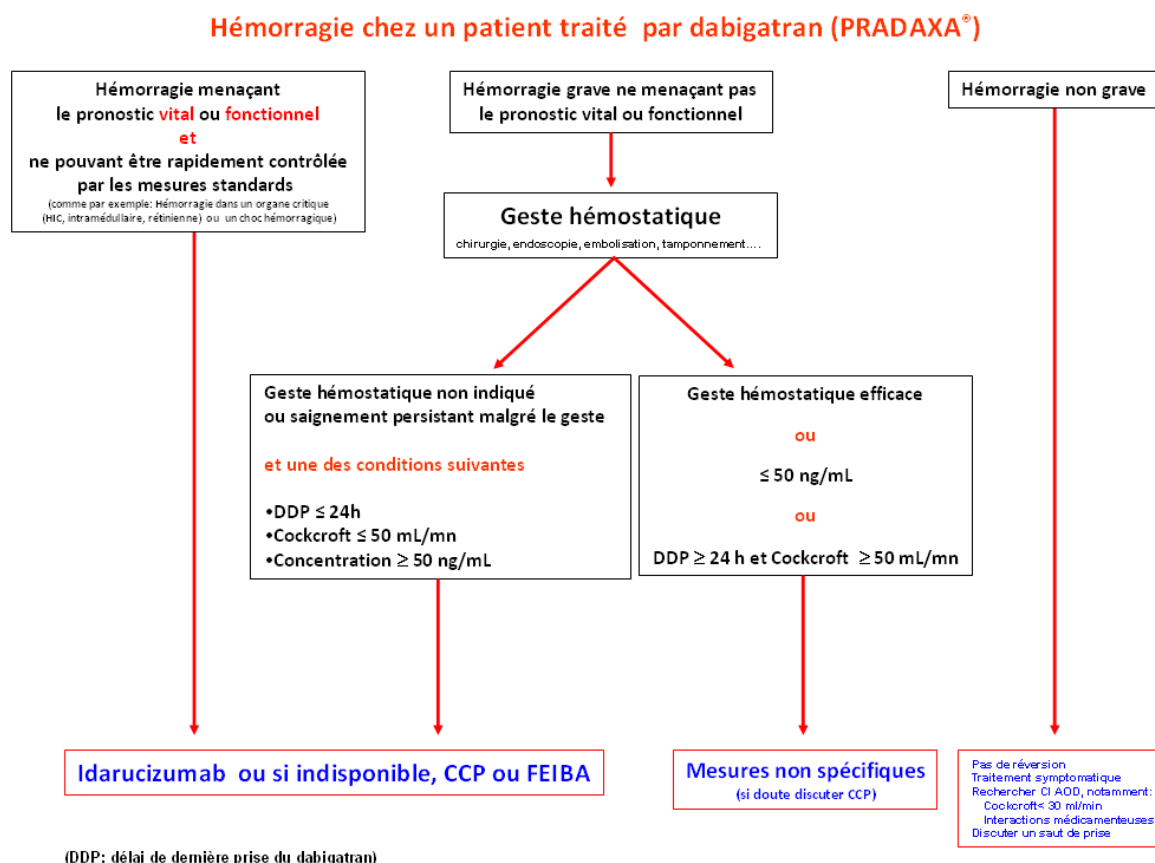 Hémorragie chez un patient traité par dabigatran (PRADAXA®)
Hémorragie menaçant
le pronostic vital ou fonctionnel
et
ne pouvant être rapidement contrôlée
par les mesures standards
(comme par exemple: Hémorragie dans un organe critique
(HIC, intramédullaire, rétinienne) ou un choc hémorragique)
Hémorragie grave ne menaçant pas
le pronostic vital ou fonctionnel
Hémorragie non grave
Geste hémostatique
chirurgie, endoscopie, embolisation, tamponnement....
Geste hémostatique non indiqué
ou saignement persistant malgré le geste
et une des conditions suivantes
•DDP ≤ 24h
•Cockcroft ≤ 50 mL/mn
•Concentration ≥ 50 ng/mL
Geste hémostatique efficace
ou
≤ 50 ng/mL
ou
DDP ≥ 24 h et Cockcroft ≥ 50 mL/mn
Idarucizumab ou si indisponible, CCP ou FEIBA
Mesures non spécifiques
(si doute discuter CCP)
Pas de réversion
Traitement symptomatique
Rechercher CI AOD, notamment:
Cockcroft< 30 ml/min
Interactions médicamenteuses
Discuter un saut de prise
(DDP: délai de dernière prise du dabigatran)